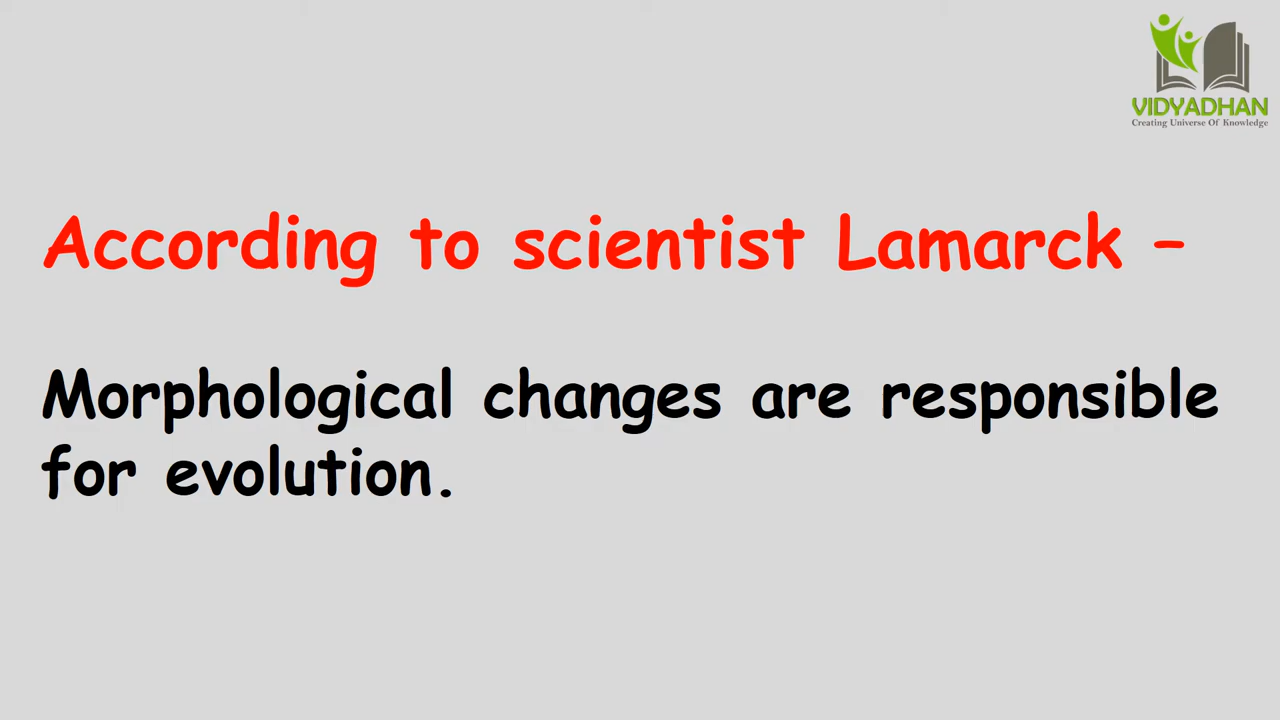 VIDYADHAN
Creating Universe Of Knowledge
According to scientist Lamarck –
Morphological changes are responsible
for evolution.